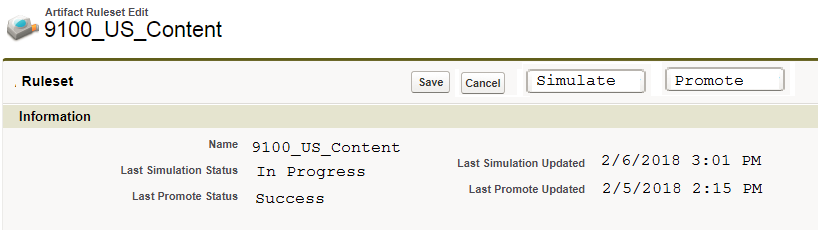 Artifact Ruleset Edit
9100_US_Content
Ruleset
Save Cancel Simulate Promote
Information
Name 9100_US_Content
Last Simulation Status In Progress Last Simulation Updated 2/6/2018 3:01 PM
Last Promote Status Success Last Promote Updated 2/5/2018 2:15 PM